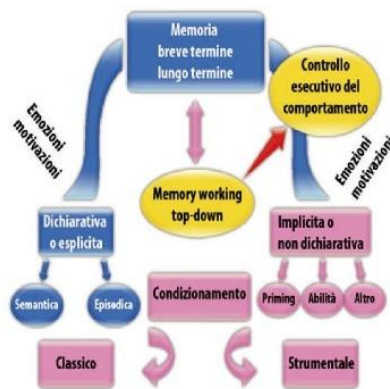 Memoria
breve termine
lungo termine
Controllo
esecutivo del
comportamento
Emozioni
motivazioni
Emozioni
motivazioni
Memory working
top-down
Dichiarativa
o esplicita
Implicita o
non dichiarativa
Semantica
Episodica
Condizionamento
Priming
Abilità
Altro
Classico
Strumentale